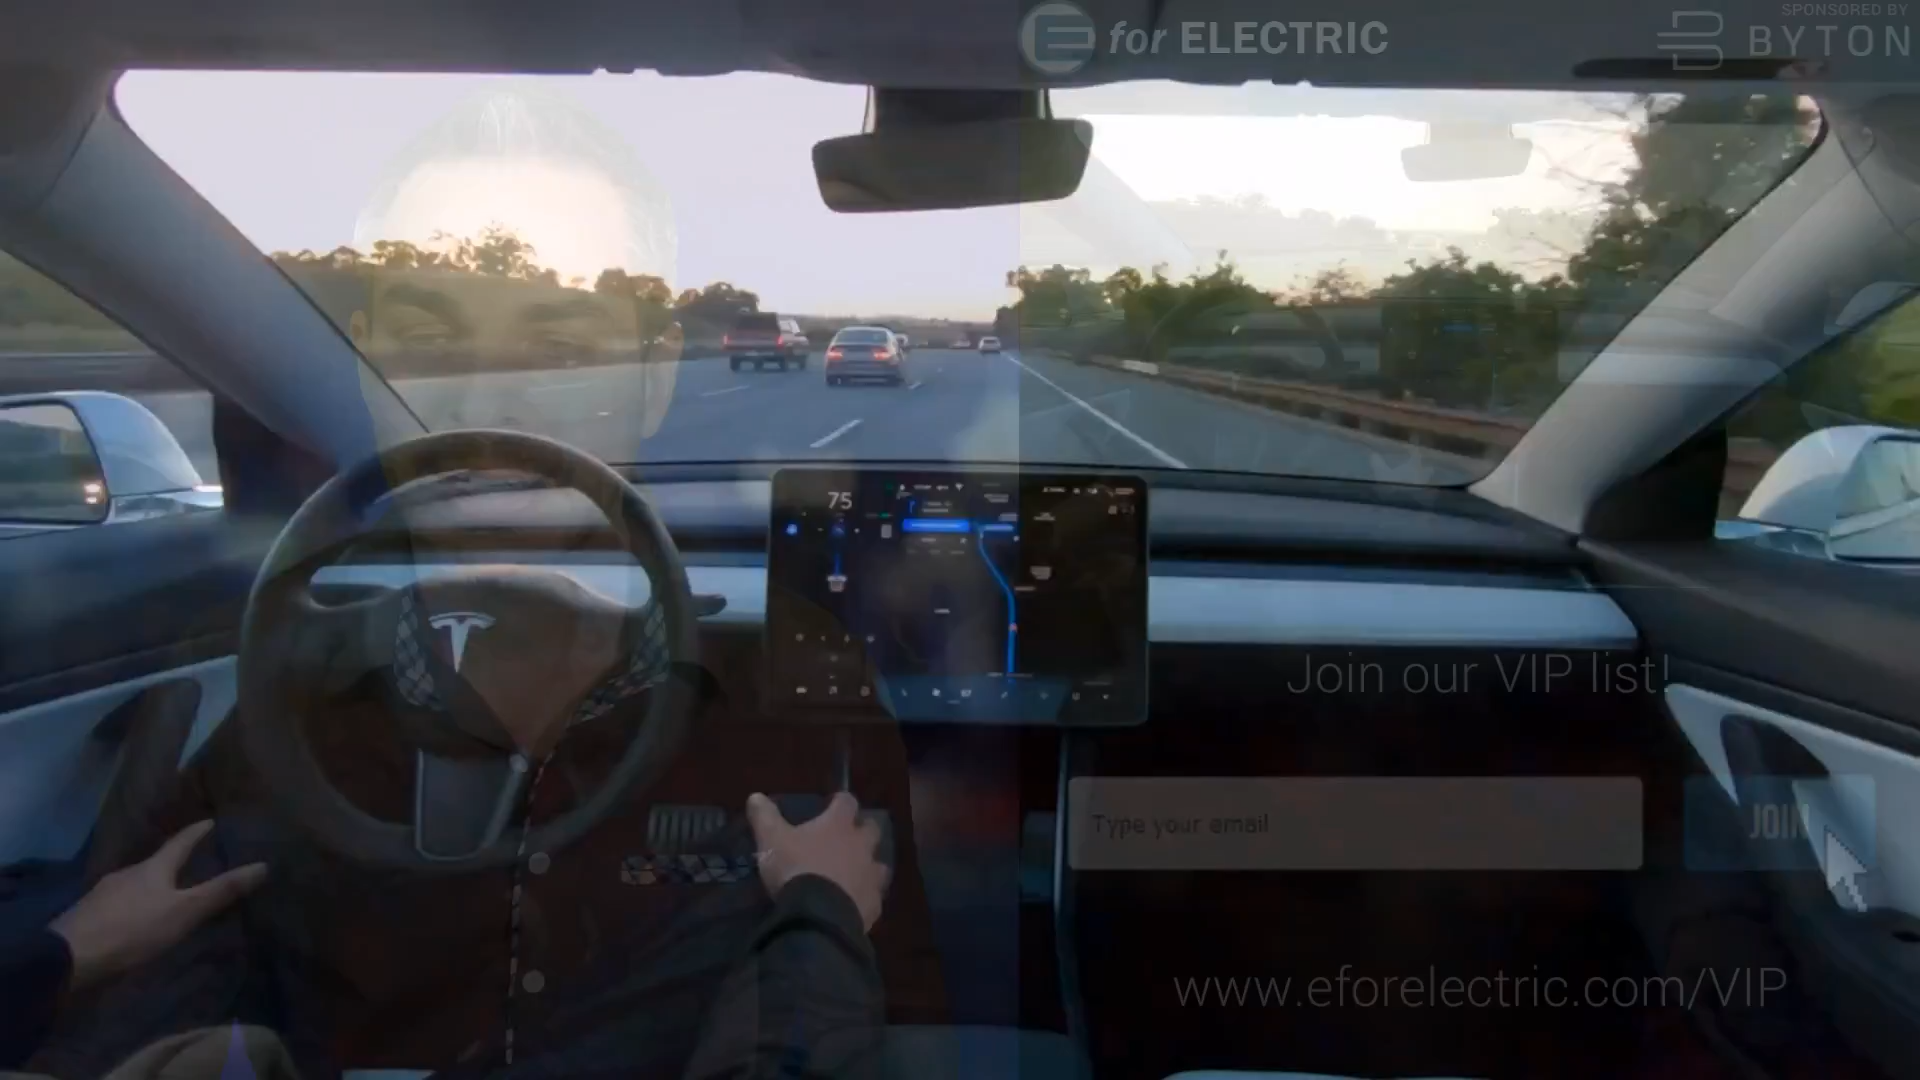 SPONSORED BY
for ELECTRIC
BYTON
75
Join our VIP list!
Type your email
JOIN
www.eforelectric.com/VIP